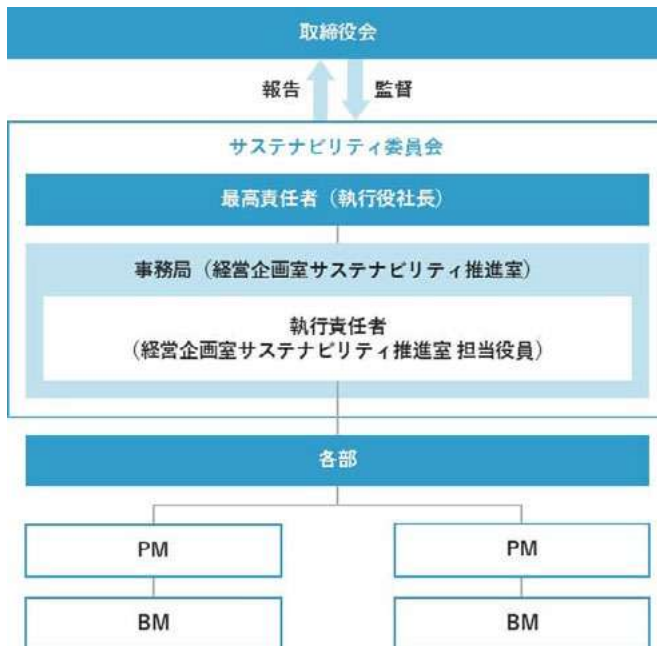 取締役会
報告
監督
サステナビリティ委員会
最高責任者（執行役社長）
事務局（経営企画室サステナビリティ推進室）
執行責任者
（経営企画室サステナビリティ推進室 担当役員）
各部
PM
PM
BM
BM